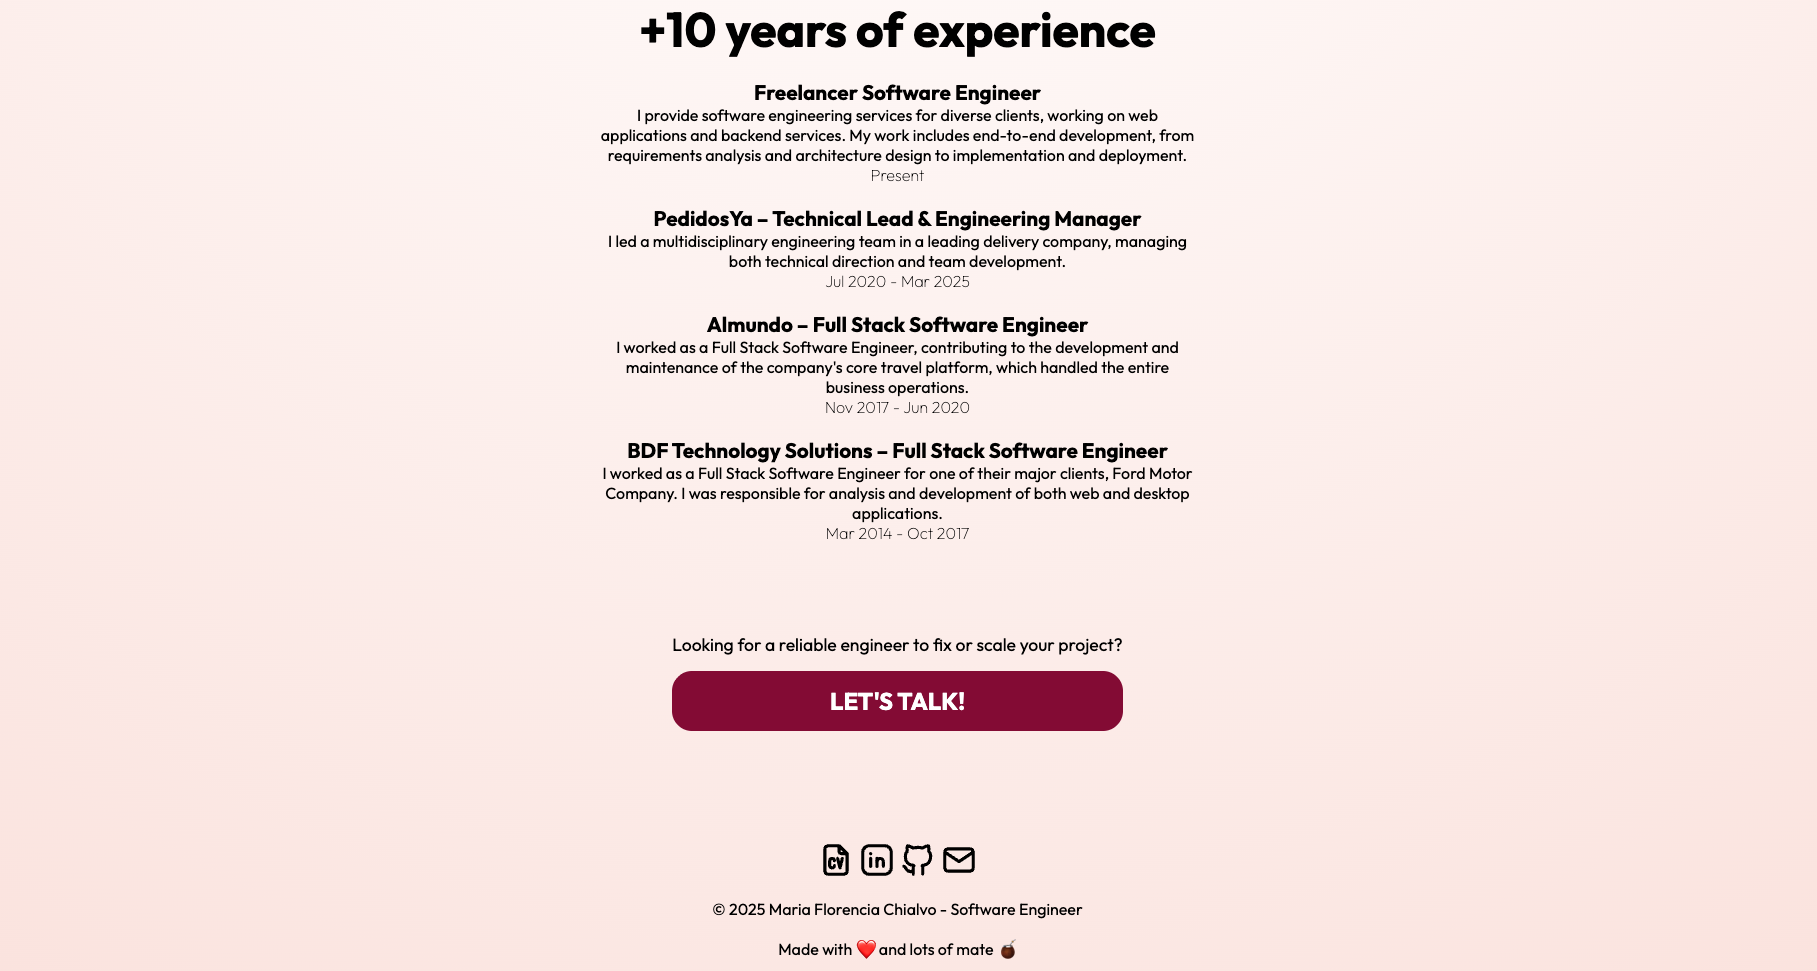 +10 years of experience
Freelancer Software Engineer
I provide software engineering services for diverse clients, working on web
applications and backend services. My work includes end-to-end development, from
requirements analysis and architecture design to implementation and deployment.
Present
PedidosYa – Technical Lead & Engineering Manager
I led a multidisciplinary engineering team in a leading delivery company, managing
both technical direction and team development.
Jul 2020 - Mar 2025
Almundo – Full Stack Software Engineer
I worked as a Full Stack Software Engineer, contributing to the development and
maintenance of the company's core travel platform, which handled the entire
business operations.
Nov 2017 - Jun 2020
BDF Technology Solutions – Full Stack Software Engineer
I worked as a Full Stack Software Engineer for one of their major clients, Ford Motor
Company. I was responsible for analysis and development of both web and desktop
applications.
Mar 2014 - Oct 2017
Looking for a reliable engineer to fix or scale your project?
LET'S TALK!
CV in
© 2025 Maria Florencia Chialvo - Software Engineer
Made with ❤️ and lots of mate 🧉